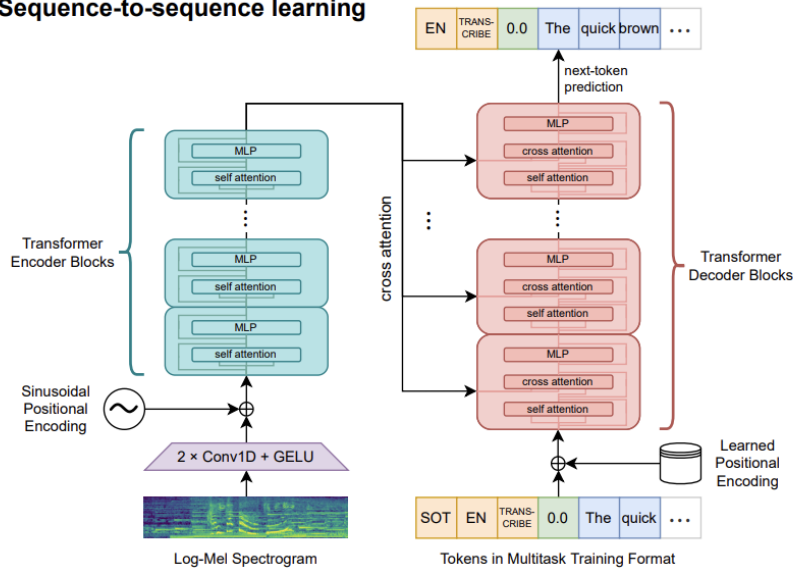 Sequence-to-sequence learning
EN
TRANS-
CRIBE
0.0
The
quick
brown
...
next-token
prediction
MLP
self attention
MLP
self attention
MLP
self attention
Transformer
Encoder Blocks
cross attention
MLP
cross attention
self attention
MLP
cross attention
self attention
MLP
cross attention
self attention
Transformer
Decoder Blocks
Sinusoidal
Positional
Encoding
2 × Conv1D + GELU
Learned
Positional
Encoding
SOT
EN
TRANS-
CRIBE
0.0
The
quick
...
Log-Mel Spectrogram
Tokens in Multitask Training Format